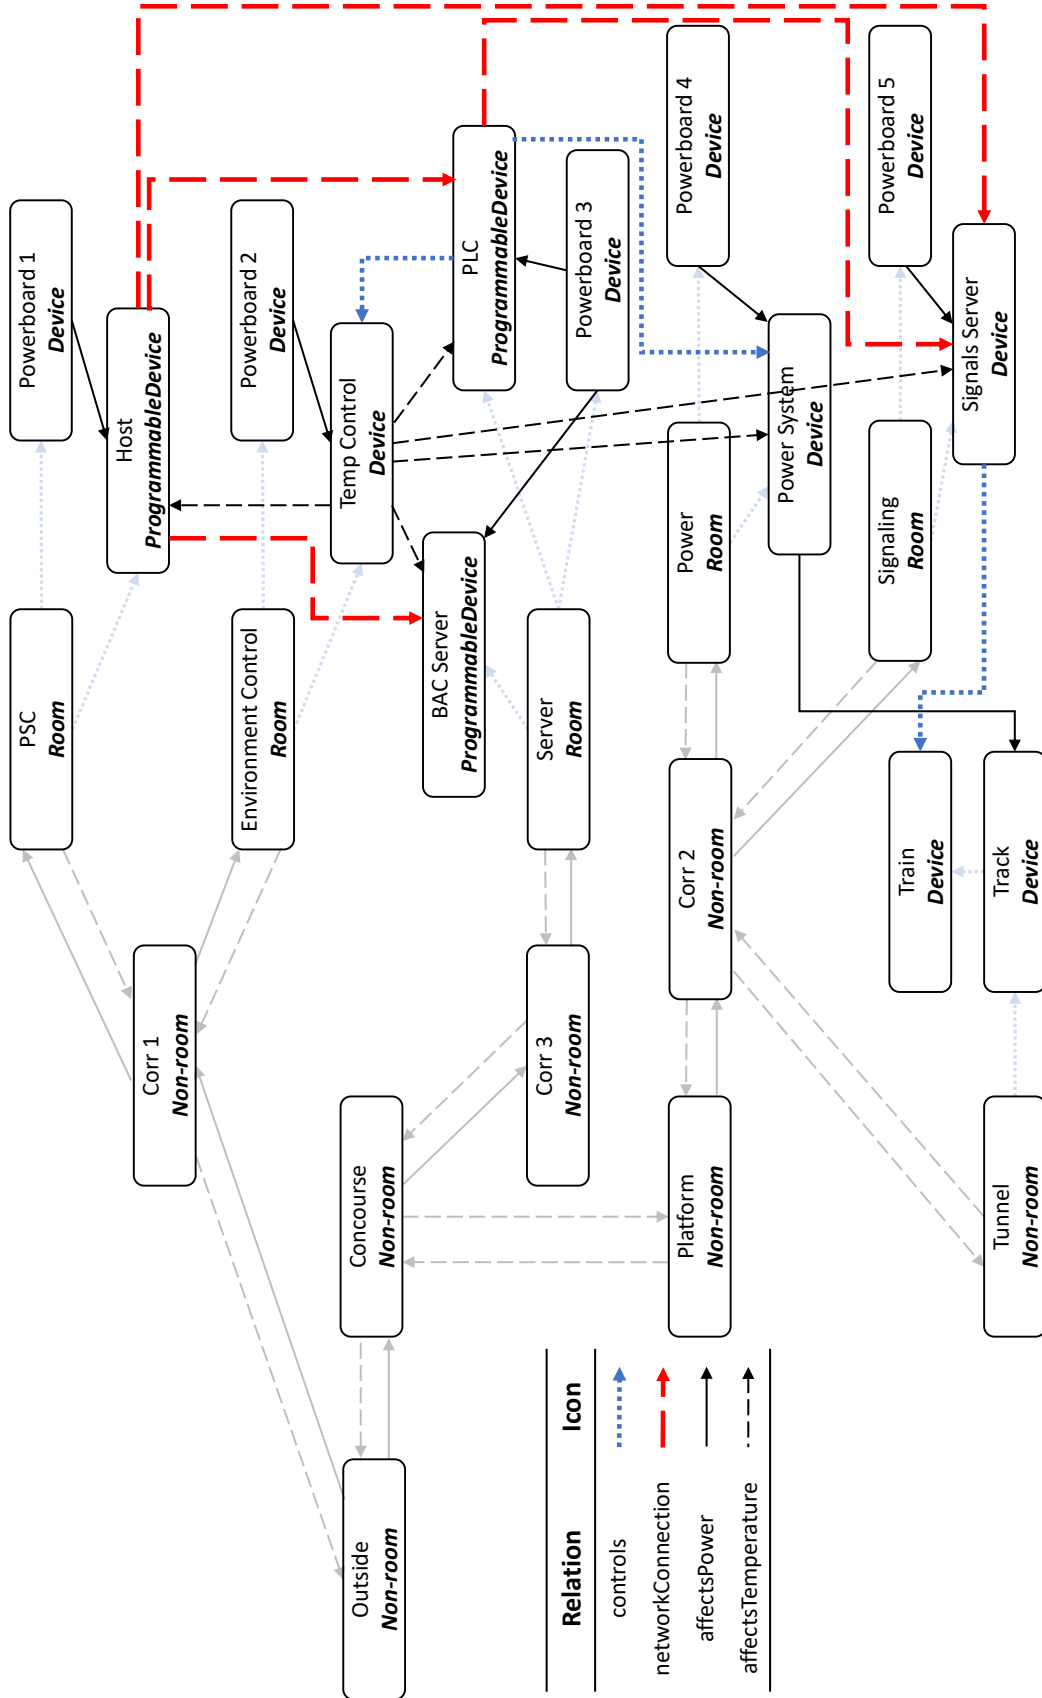 PSC
Room
Powerboard 1
Device
Corr 1
Non-room
Host
ProgrammableDevice
Environment Control
Room
Powerboard 2
Device
Outside
Non-room
Concourse
Non-room
Temp Control
Device
BAC Server
ProgrammableDevice
PLC
ProgrammableDevice
Corr 3
Non-room
Server
Room
Powerboard 3
Device
Platform
Non-room
Corr 2
Non-room
Power
Room
Powerboard 4
Device
Power System
Device
Train
Device
Signaling
Room
Powerboard 5
Device
Signals Server
Device
Tunnel
Non-room
Track
Device
Relation Icon
controls
networkConnection
affectsPower
affectsTemperature